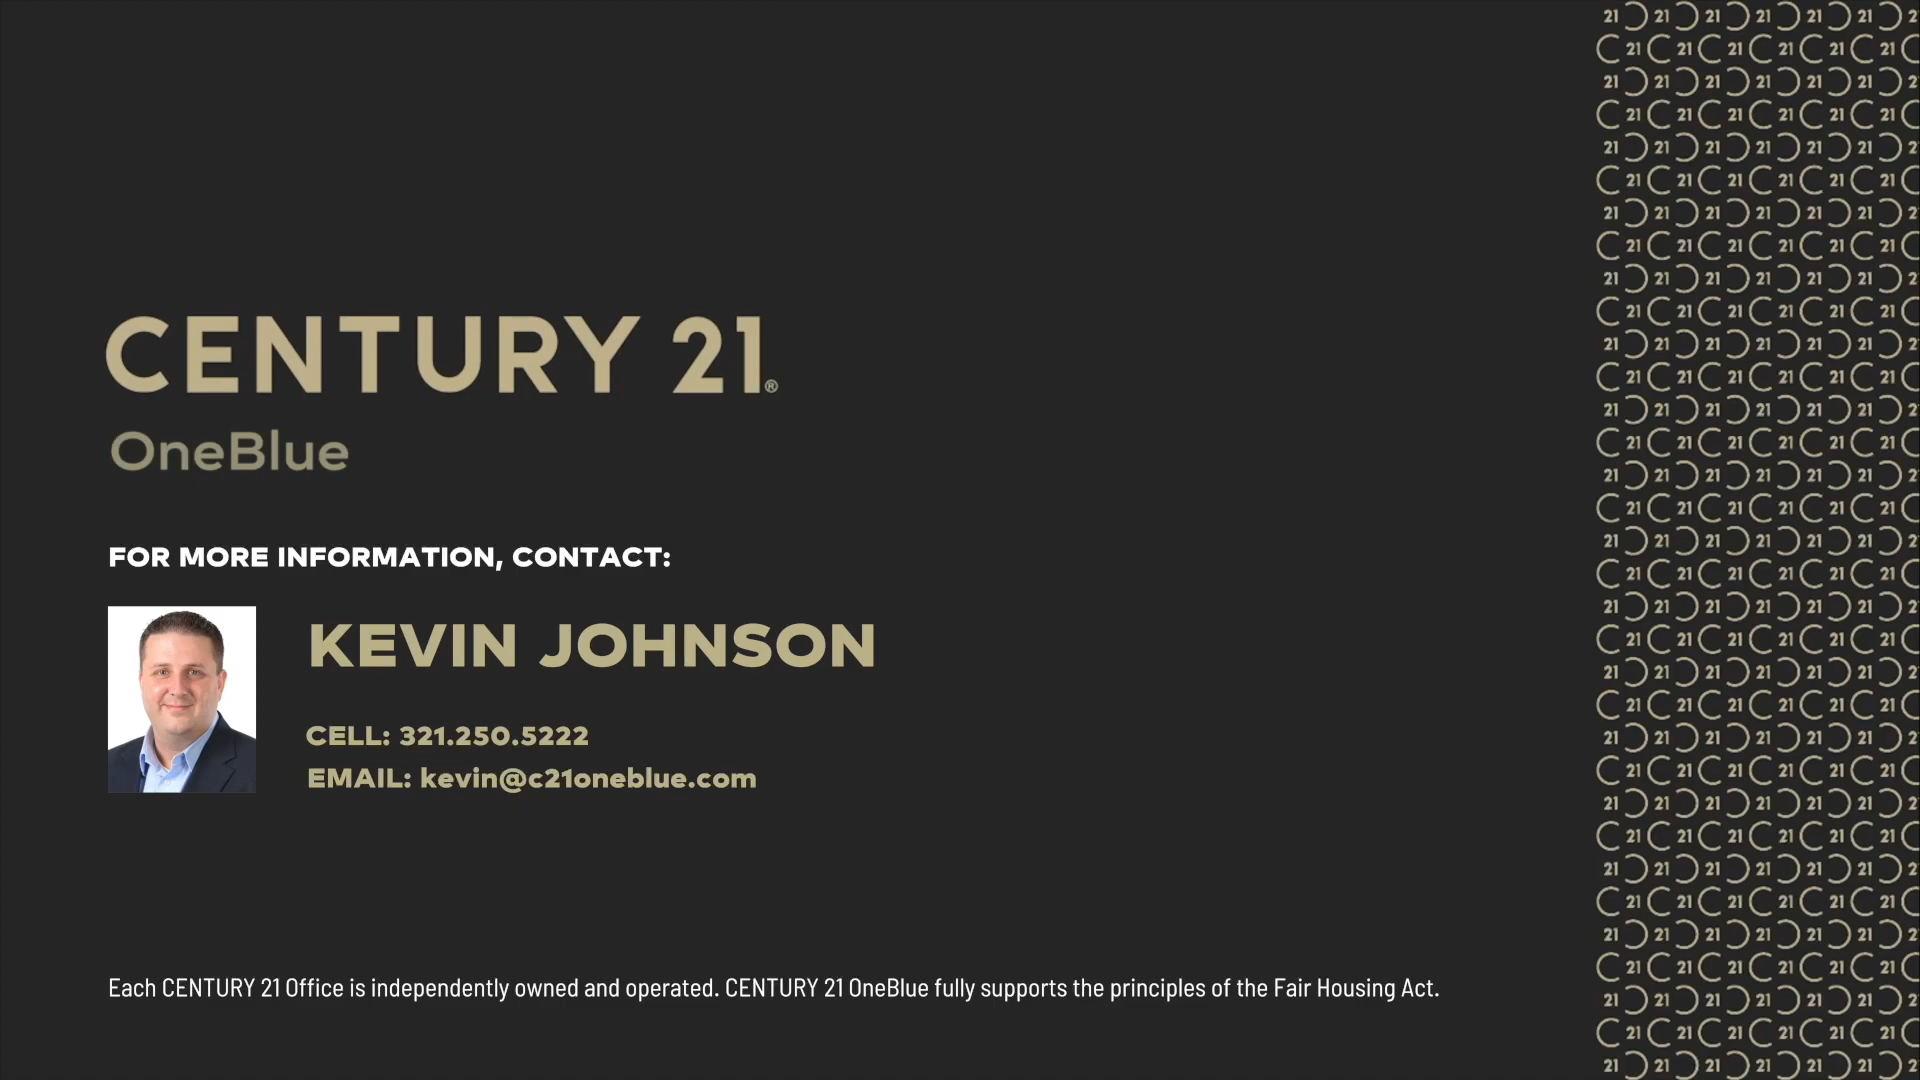 CENTURY 21®
OneBlue
FOR MORE INFORMATION, CONTACT:
KEVIN JOHNSON
CELL: 321.250.5222
EMAIL: kevin@c21oneblue.com
Each CENTURY 21 Office is independently owned and operated. CENTURY 21 OneBlue fully supports the principles of the Fair Housing Act.